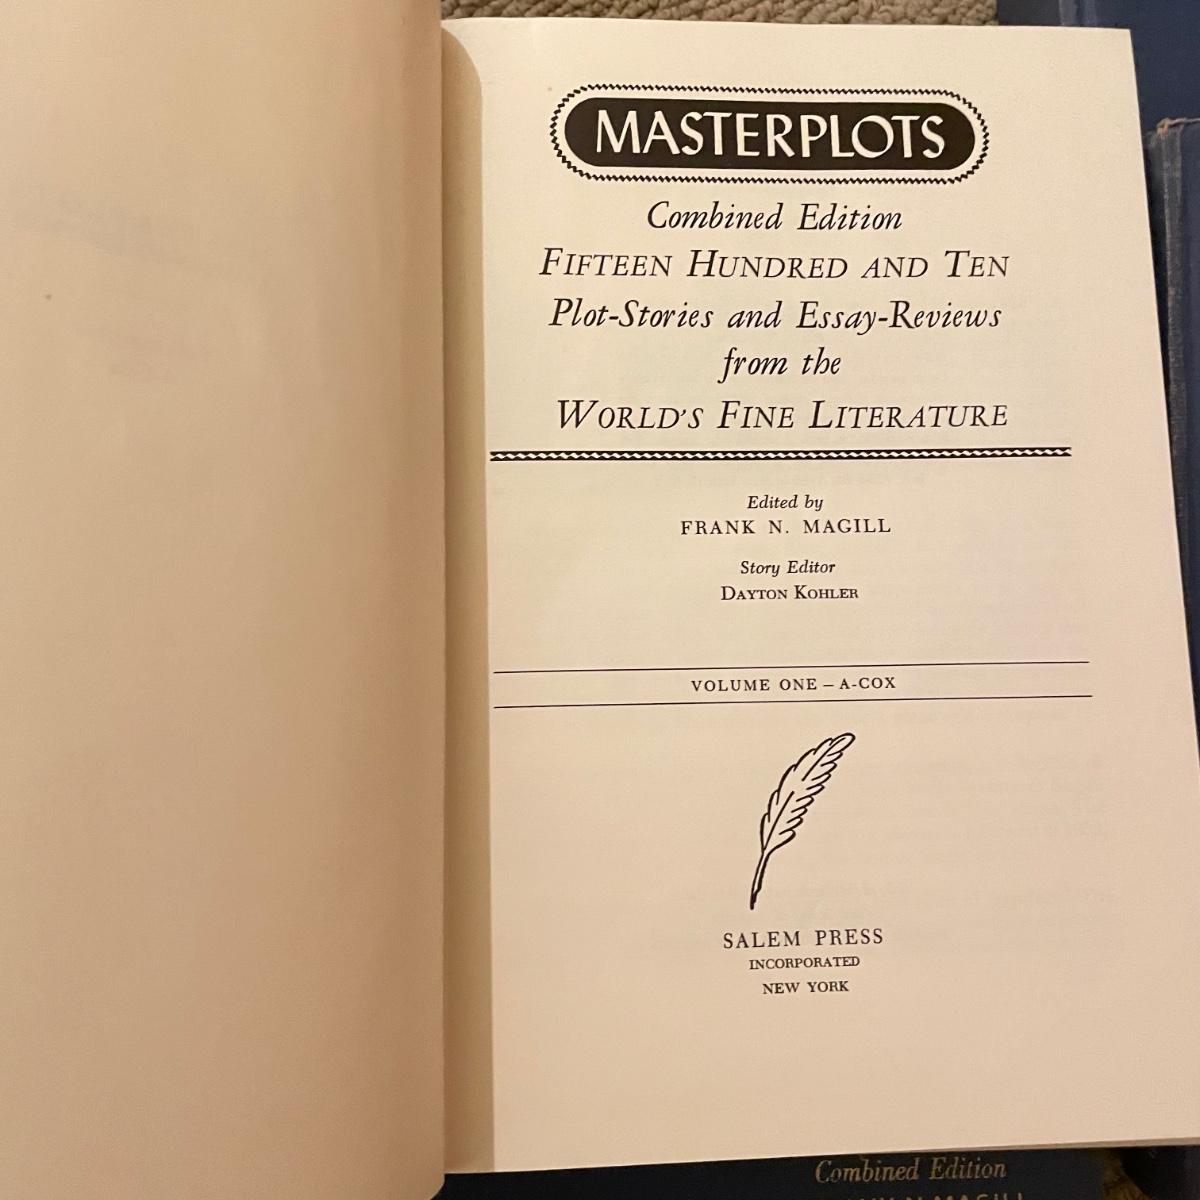 MASTERPLOTS
Combined Edition
FIFTEEN HUNDRED AND TEN
Plot-Stories and Essay-Reviews
from the
WORLD'S FINE LITERATURE
Edited by
FRANK N. MAGILL
Story Editor
DAYTON KOHLER
VOLUME ONE – A-COX
SALEM PRESS
INCORPORATED
NEW YORK
Combined Edition
N. MAGILL